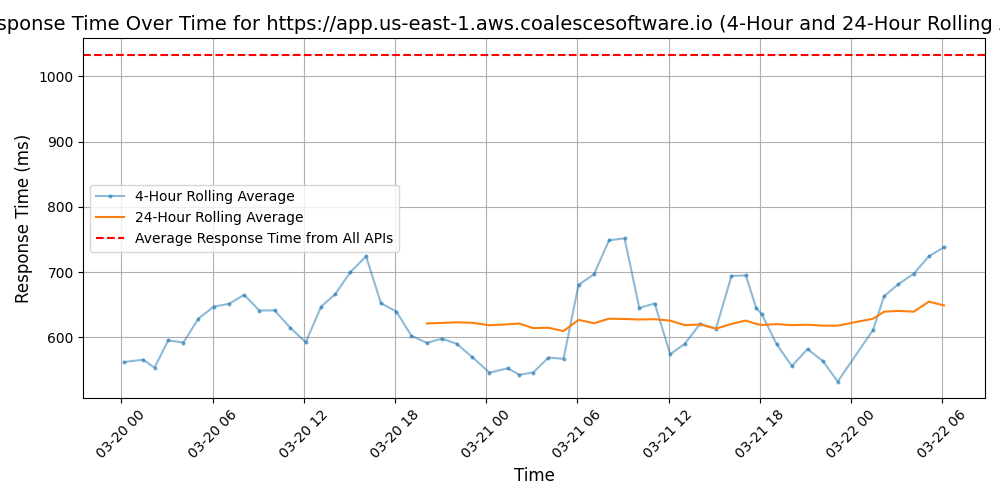 sponse Time Over Time for https://app.us-east-1.aws.coalescesoftware.io (4-Hour and 24-Hour Rolling
1000
900
800
700
600
Response Time (ms)
4-Hour Rolling Average
24-Hour Rolling Average
Average Response Time from All APIs
03-20 00
03-20 06
03-20 12
03-20 18
03-21 00
03-21 06
03-21 12
03-21 18
03-22 00
03-22 06
Time